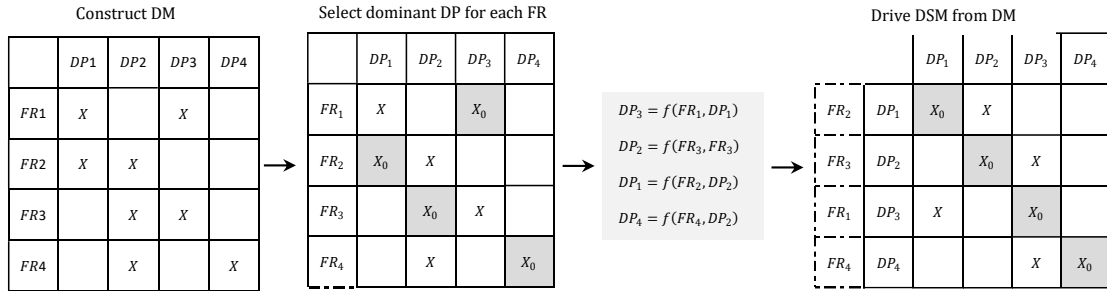 Construct DM
Select dominant DP for each FR
Drive DSM from DM
DP1 DP2 DP3 DP4
FR1 X X
FR2 X X
FR3 X X
FR4 X X
DP₁ DP₂ DP₃ DP₄
FR₁ X X₀
FR₂ X₀ X
FR₃ X₀ X
FR₄ X X₀
DP₃ = f(FR₁, DP₁)
DP₂ = f(FR₃, FR₃)
DP₁ = f(FR₂, DP₂)
DP₄ = f(FR₄, DP₂)
DP₁ DP₂ DP₃ DP₄
FR₂ DP₁ X₀ X
FR₃ DP₂ X₀ X
FR₁ DP₃ X X₀
FR₄ DP₄ X X₀